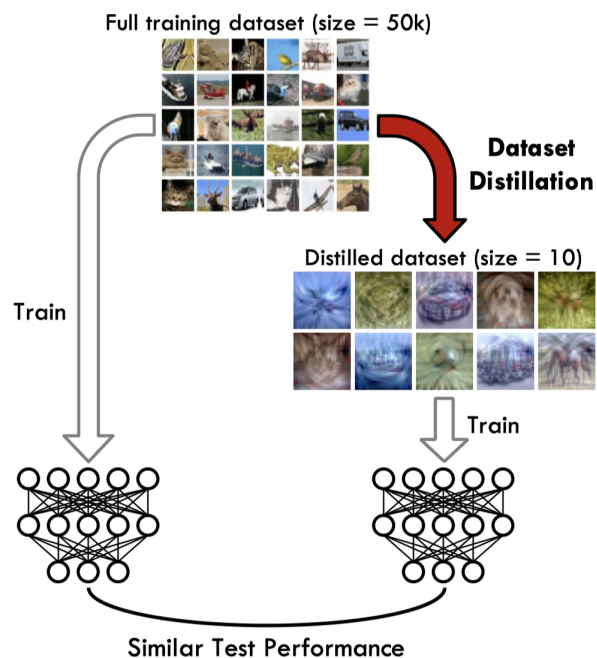 Full training dataset (size = 50k)
Dataset
Distillation
Distilled dataset (size = 10)
Train
Train
Similar Test Performance